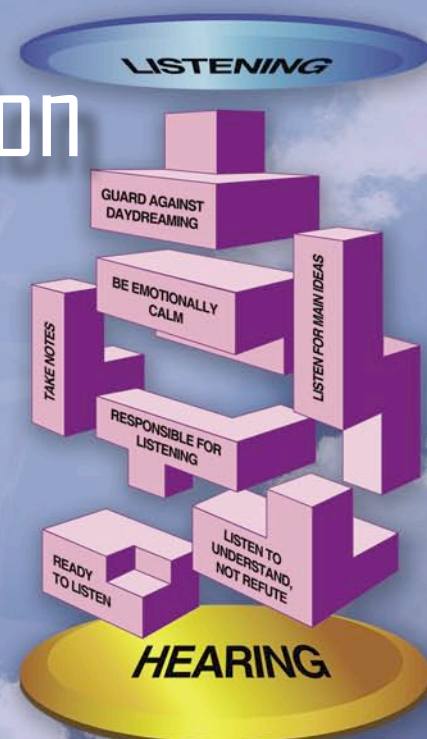 LISTENING
on
GUARD AGAINST
DAYDREAMING
BE EMOTIONALLY
CALM
LISTEN FOR MAIN IDEAS
TAKE NOTES
RESPONSIBLE FOR
LISTENING
READY
TO LISTEN
LISTEN TO
UNDERSTAND,
NOT REFUTE
HEARING